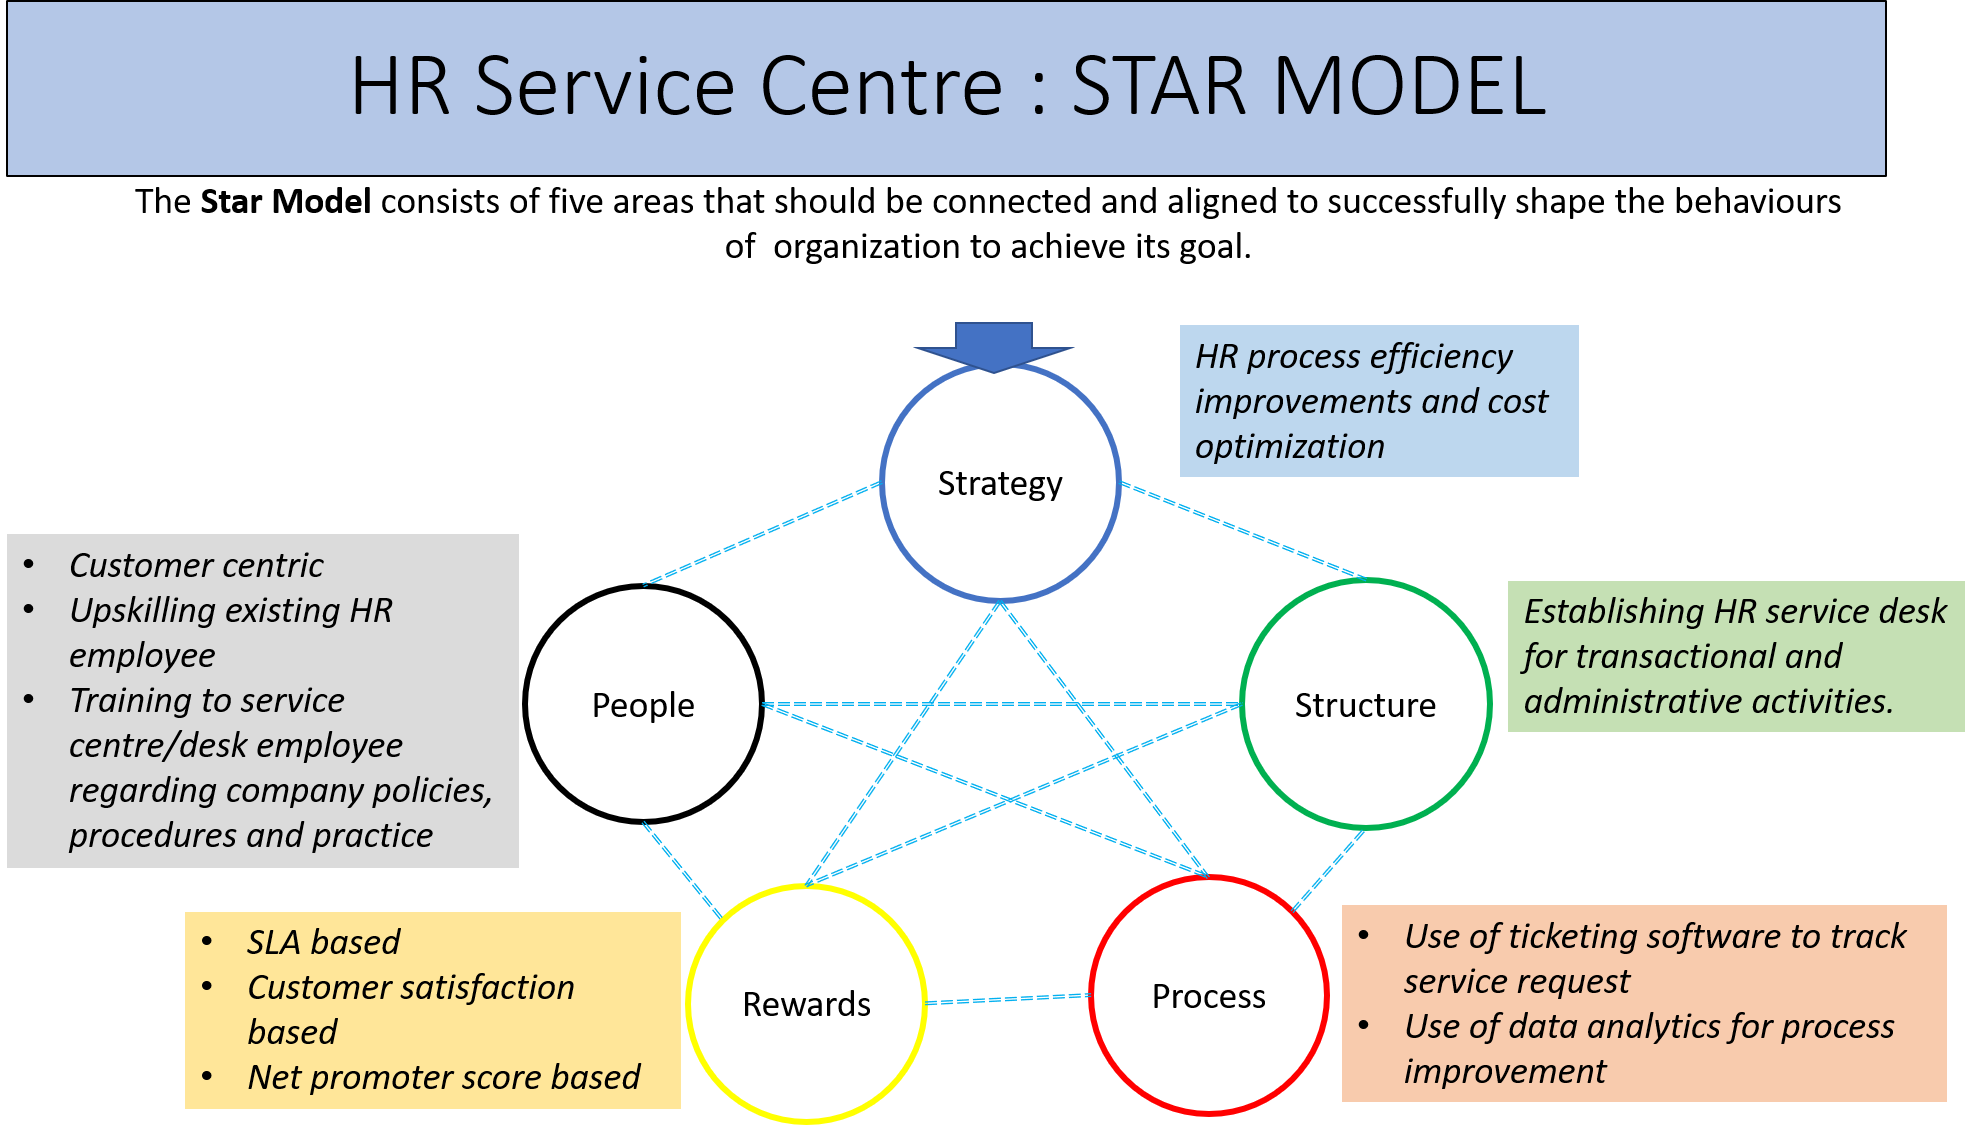 HR Service Centre : STAR MODEL
The Star Model consists of five areas that should be connected and aligned to successfully shape the behaviours
of  organization to achieve its goal.
HR process efficiency
improvements and cost
optimization
Strategy
• Customer centric
• Upskilling existing HR
employee
• Training to service
centre/desk employee
regarding company policies,
procedures and practice
People
Structure
Establishing HR service desk
for transactional and
administrative activities.
• SLA based
• Customer satisfaction
based
• Net promoter score based
Rewards
Process
• Use of ticketing software to track
service request
• Use of data analytics for process
improvement